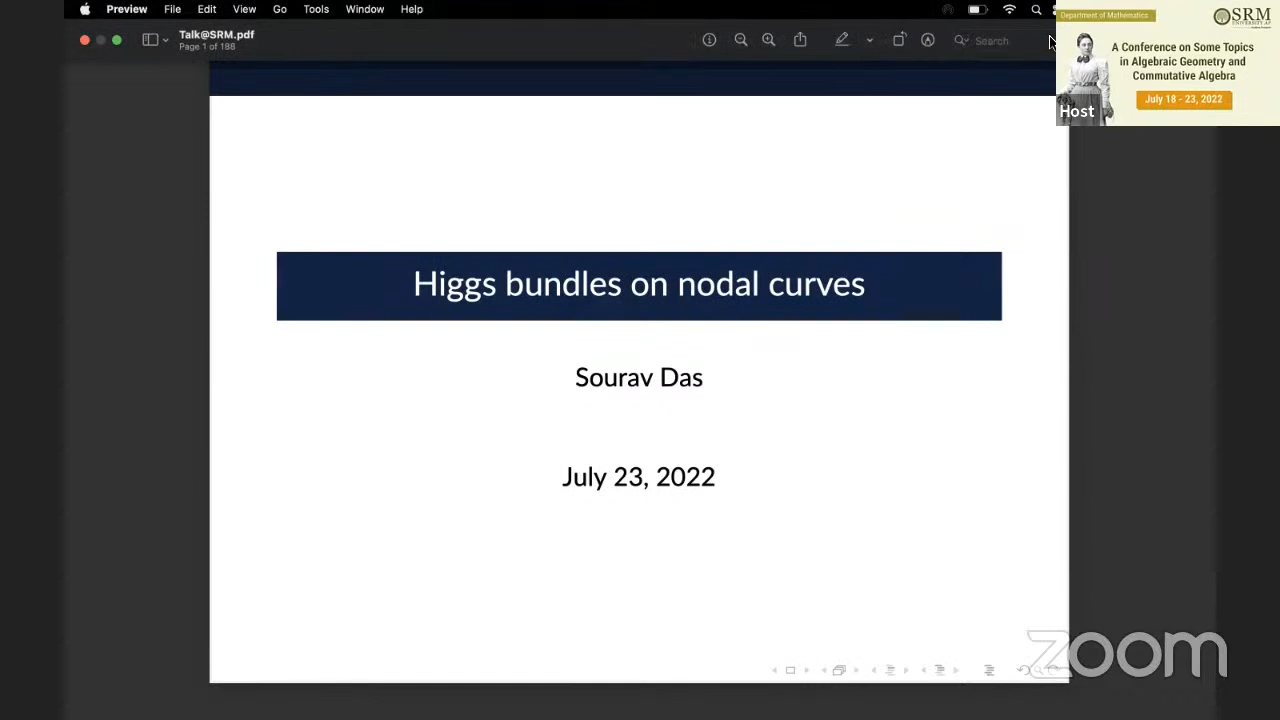 Preview File Edit View Go Tools Window Help
Talk@SRM.pdf
Page 1 of 188
Search
Department of Mathematics
SRM
UNIVERSITY AP
A Conference on Some Topics
in Algebraic Geometry and
Commutative Algebra
July 18 - 23, 2022
Host
Higgs bundles on nodal curves
Sourav Das
July 23, 2022
zoom